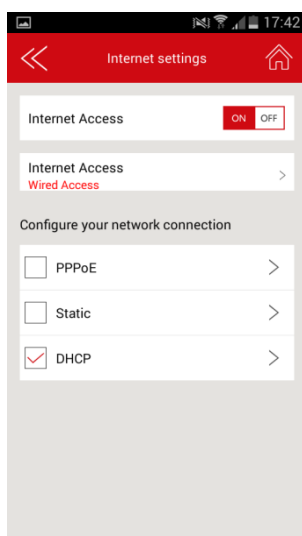 17:42
Internet settings
Internet Access
ON OFF
Internet Access
Wired Access
Configure your network connection
PPPoE
Static
DHCP